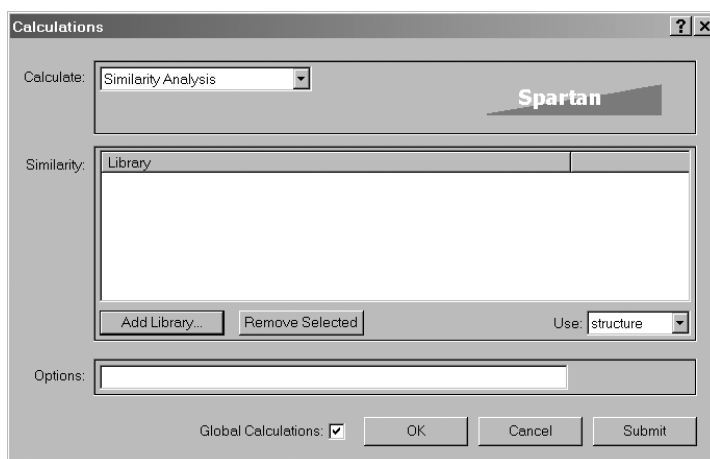 Calculations
Calculate: Similarity Analysis
Spartan
Similarity: Library
Add Library... Remove Selected Use: structure
Options:
Global Calculations: OK Cancel Submit